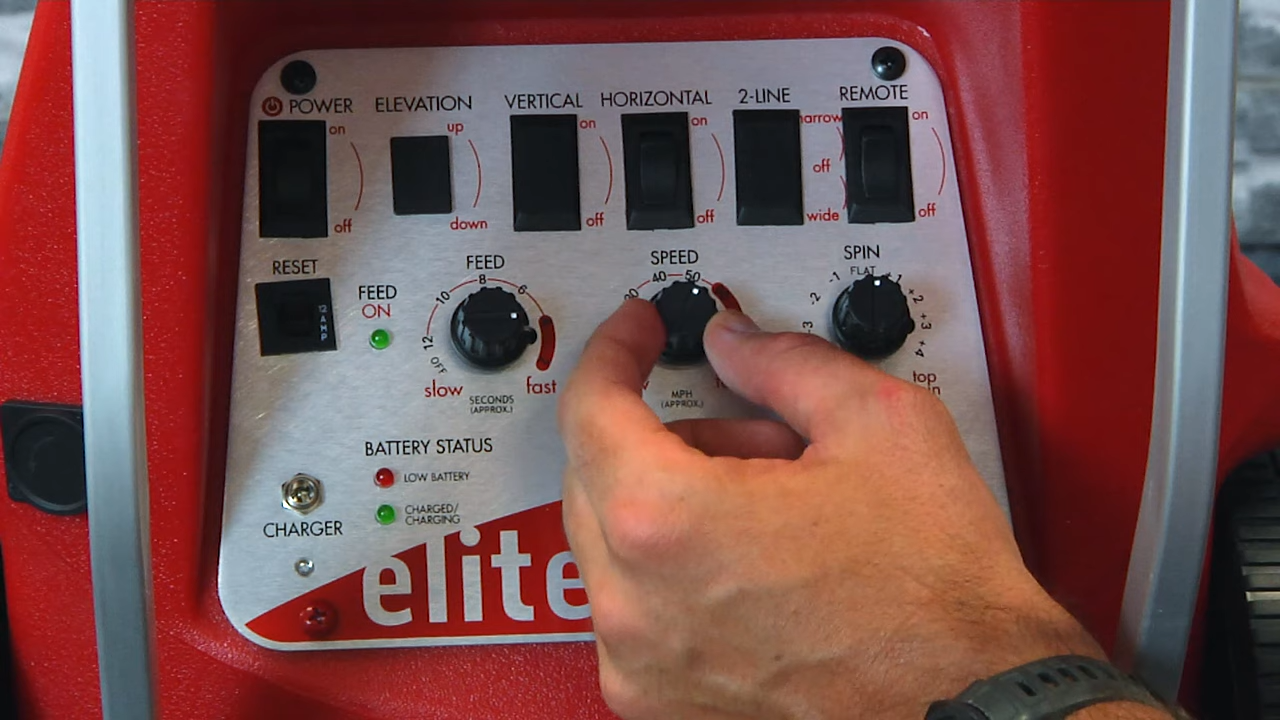 POWER
ELEVATION
VERTICAL
HORIZONTAL
2-LINE
REMOTE
on
off
up
down
on
off
on
off
narrow
off
wide
on
off
RESET
12 AMP
FEED
ON
FEED
OFF
12
10
8
6
slow
fast
SECONDS
(APPROX.)
SPEED
40
50
MPH
(APPROX.)
SPIN
FLAT
-3
-2
-1
+2
+3
+4
top
BATTERY STATUS
LOW BATTERY
CHARGED/
CHARGING
CHARGER
elite